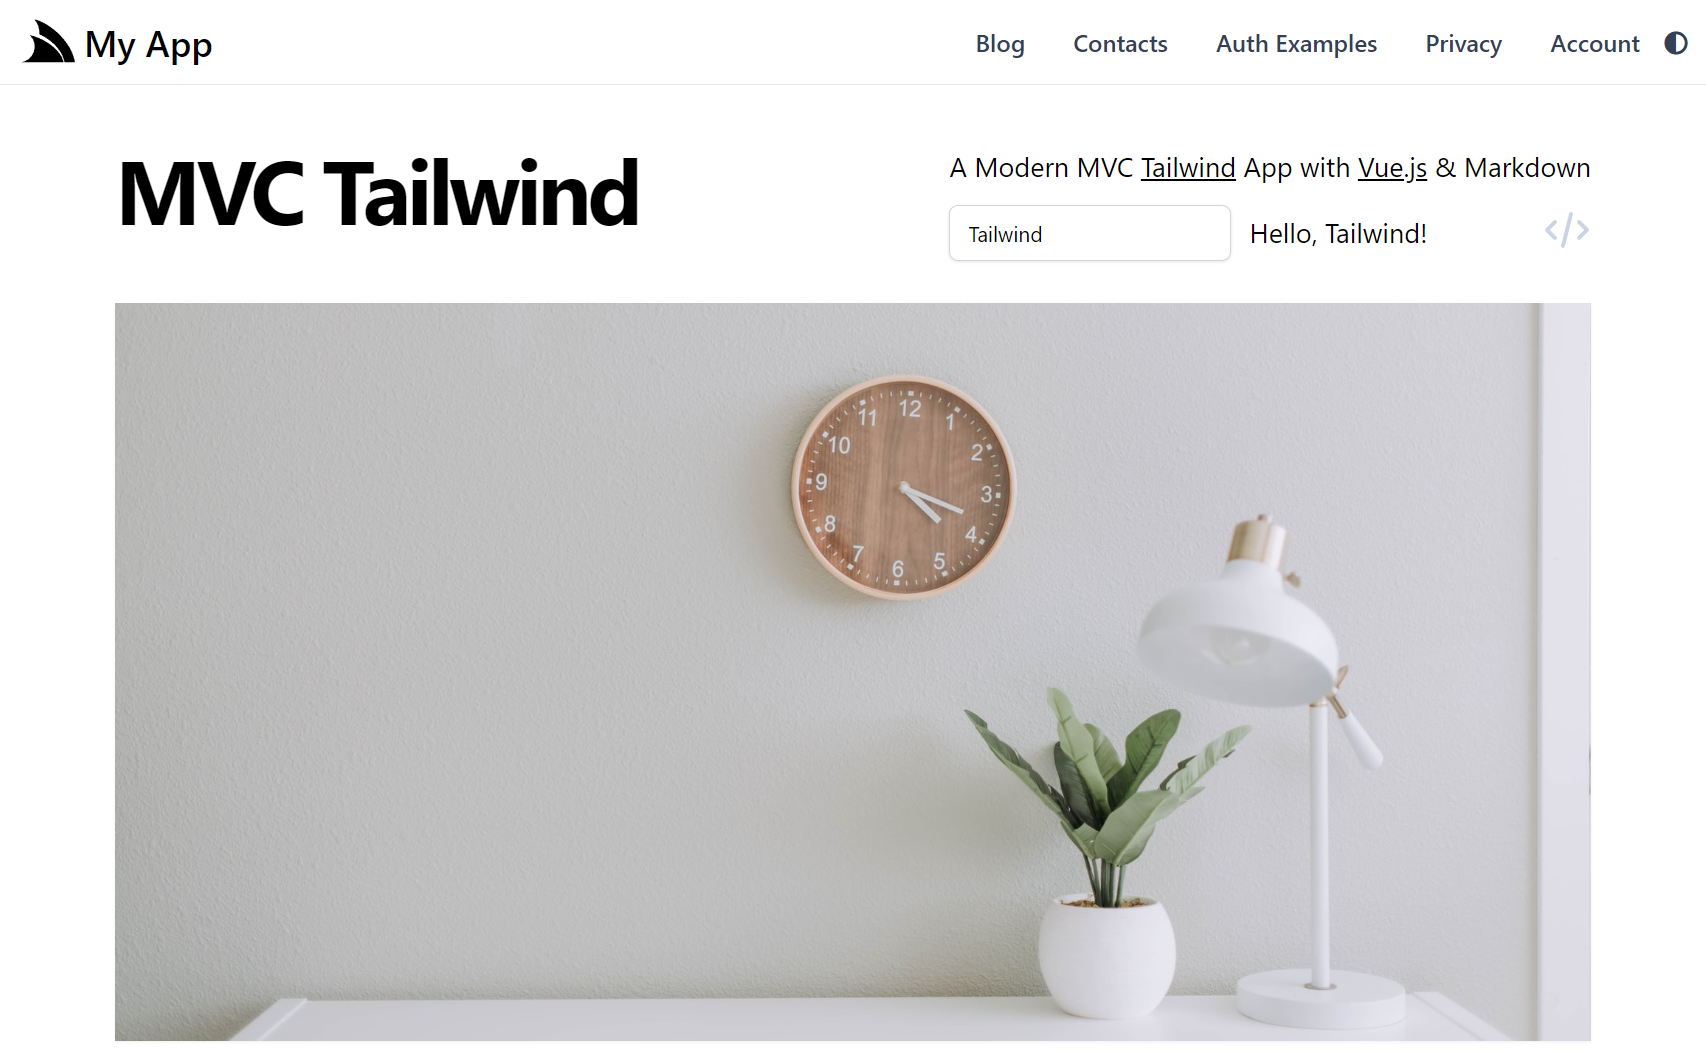 My App
Blog
Contacts
Auth Examples
Privacy
Account
MVC Tailwind
A Modern MVC Tailwind App with Vue.js & Markdown
Tailwind
Hello, Tailwind!
</>
12
1
2
3
4
5
6
7
8
9
10
11